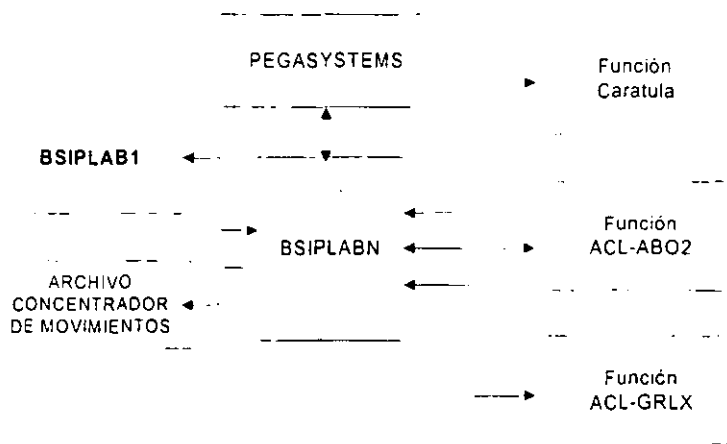 PEGASYSTEMS
Función
Caratula
BSIPLAB1
BSIPLABN
Función
ACL-ABO2
ARCHIVO
CONCENTRADOR
DE MOVIMIENTOS
Función
ACL-GRLX